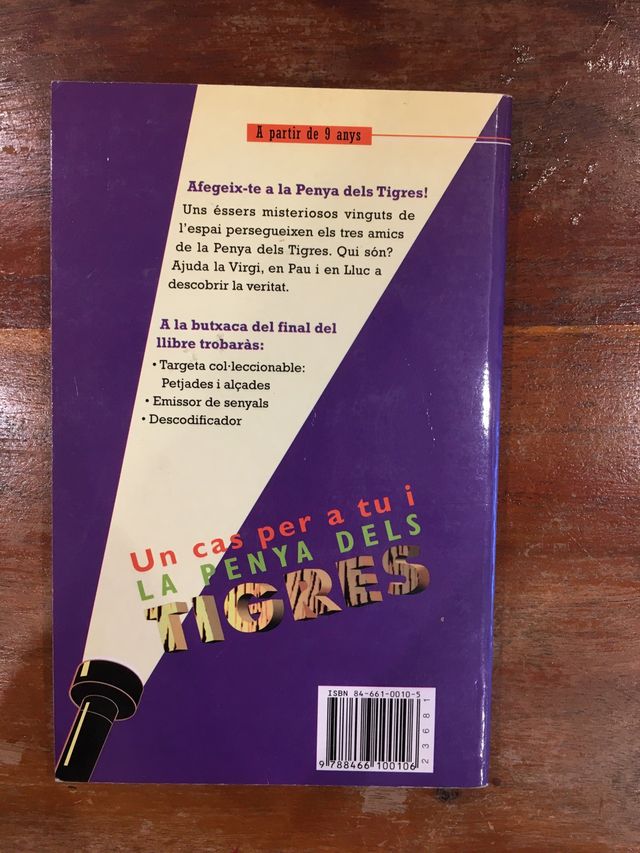 A partir de 9 anys
Afegeix-te a la Penya dels Tigres!
Uns éssers misteriosos vinguts de
l'espai persegueixen els tres amics
de la Penya dels Tigres. Qui són?
Ajuda la Virgi, en Pau i en Lluc a
descobrir la veritat.
A la butxaca del final del
llibre trobaràs:
• Targeta col·leccionable:
Petjades i alçades
• Emissor de senyals
• Descodificador
Un cas per a tu i
LA PENYA DELS
TIGRES
ISBN 84-661-0010-5
9 788466 100106
23681